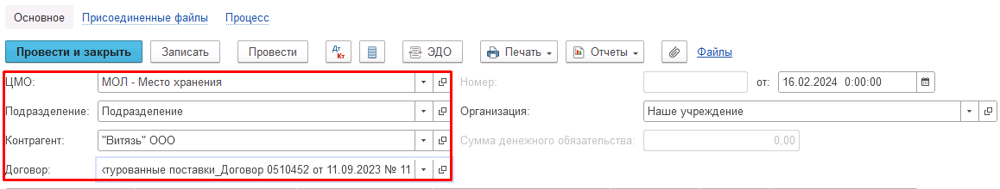 Основное Присоединенные файлы Процесс
Провести и закрыть Записать Провести Дт Кт ЭДО Печать Отчеты Файлы
ЦМО: МОЛ - Место хранения Номер: от: 16.02.2024 0:00:00
Подразделение: Подразделение Организация: Наше учреждение
Контрагент: "Витязь" ООО Сумма денежного обязательства: 0,00
Договор: ктурованные поставки_Договор 0510452 от 11.09.2023 № 11